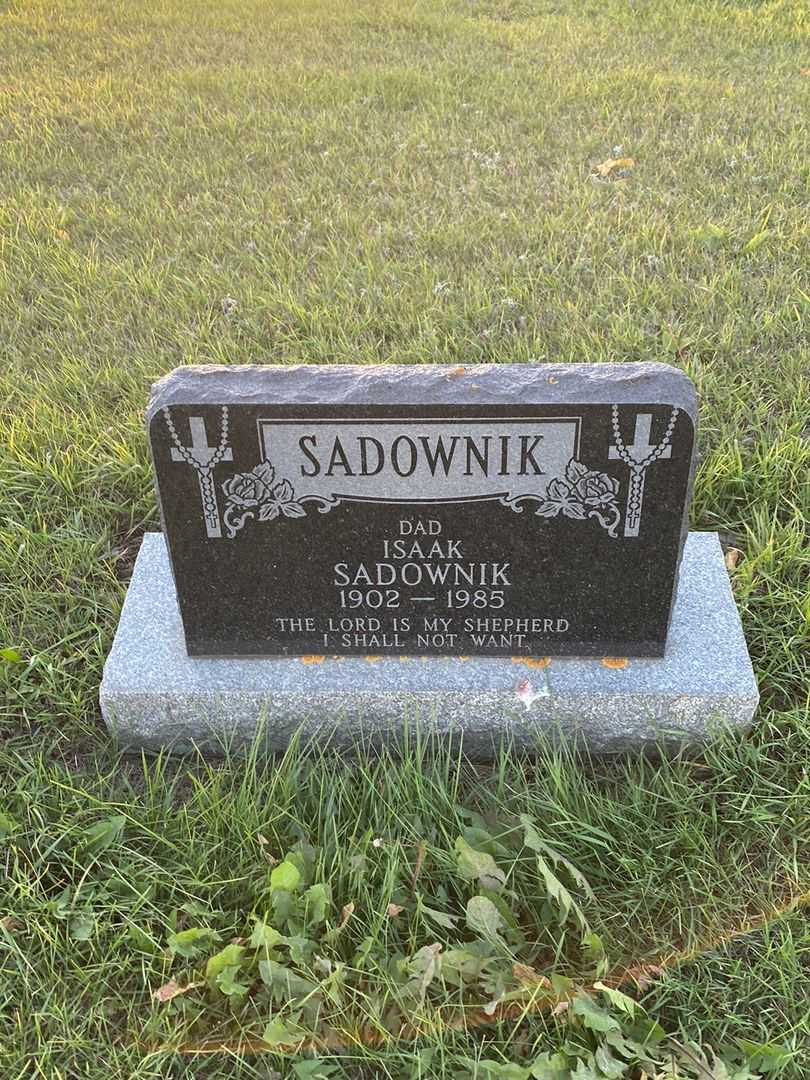 SADOWNIK
DAD
ISAAK
SADOWNIK
1902 — 1985
THE LORD IS MY SHEPHERD
I SHALL NOT WANT